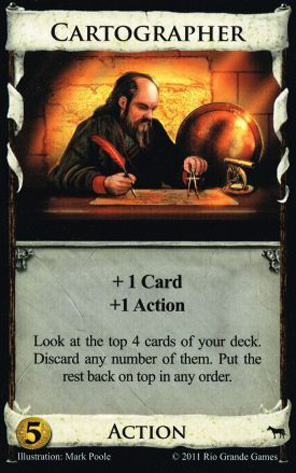 CARTOGRAPHER
+ 1 Card
+1 Action
Look at the top 4 cards of your deck.
Discard any number of them. Put the
rest back on top in any order.
5
ACTION
Illustration: Mark Poole
© 2011 Rio Grande Games